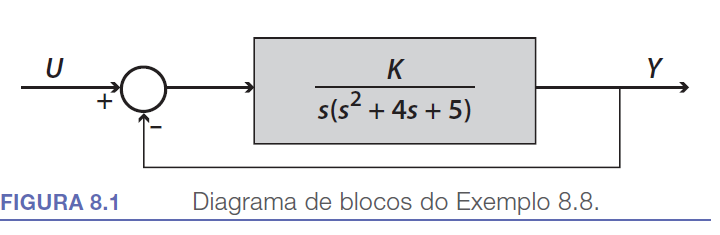 U
K
Y
s(s² + 4s + 5)
+
−
FIGURA 8.1 Diagrama de blocos do Exemplo 8.8.